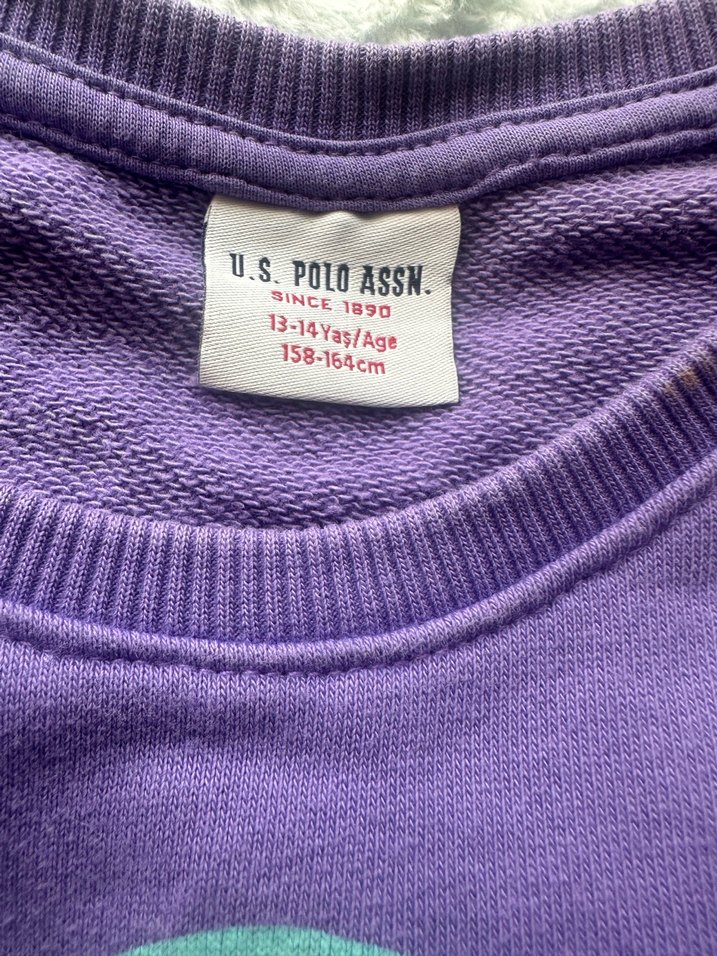 U.S. POLO ASSN.
SINCE 1890
13-14Yaş/Age
158-164cm